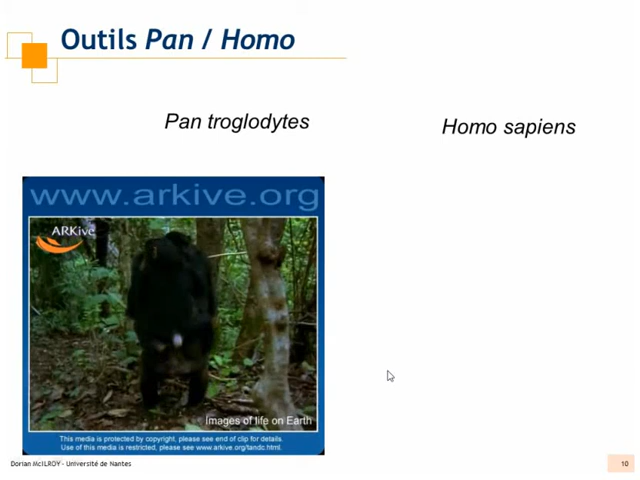 Outils Pan / Homo
Pan troglodytes
Homo sapiens
www.arkive.org
ARKive
Images of life on Earth
This media is protected by copyright, please see end of clip for details.
Use of this media is restricted, please see www.arkive.org/tandc.html.
Dorian McILROY - Université de Nantes
10